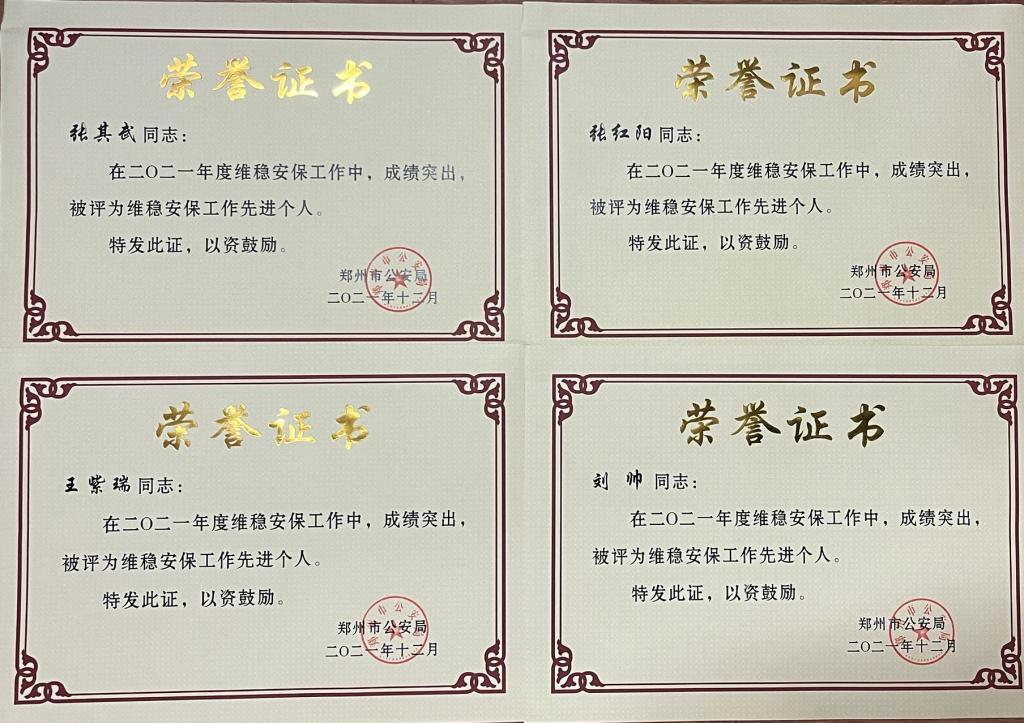 荣誉证书
张其武同志：
在二〇二一年度维稳安保工作中，成绩突出，
被评为维稳安保工作先进个人。
特发此证，以资鼓励。
郑州市公安局
二〇二一年十二月
荣誉证书
张红阳同志：
在二〇二一年度维稳安保工作中，成绩突出，
被评为维稳安保工作先进个人。
特发此证，以资鼓励。
郑州市公安局
二〇二一年十二月
荣誉证书
王紫瑞同志：
在二〇二一年度维稳安保工作中，成绩突出，
被评为维稳安保工作先进个人。
特发此证，以资鼓励。
郑州市公安局
二〇二一年十二月
荣誉证书
刘帅 同志：
在二〇二一年度维稳安保工作中，成绩突出，
被评为维稳安保工作先进个人。
特发此证，以资鼓励。
郑州市公安局
二〇二一年十二月